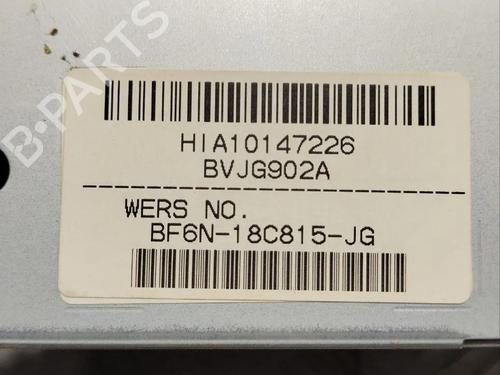 B-PARTS
HIA10147226
BVJG902A
WERS NO.
BF6N-18C815-JG